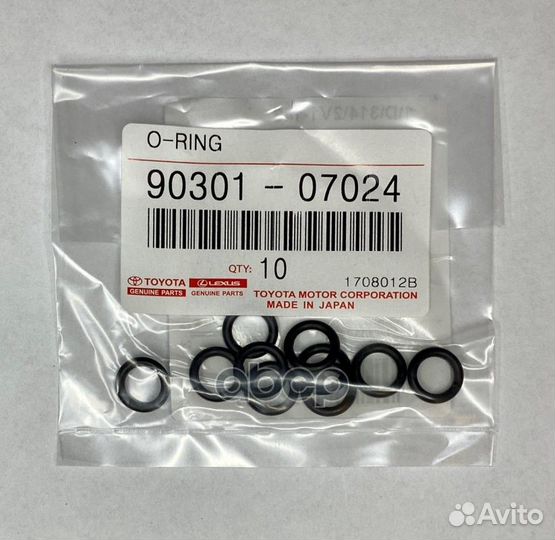 O-RING
90301-07024
TOYOTA LEXUS
GENUINE PARTS GENUINE PARTS
QTY: 10
1708012B
TOYOTA MOTOR CORPORATION
MADE IN JAPAN
abcp
Avito